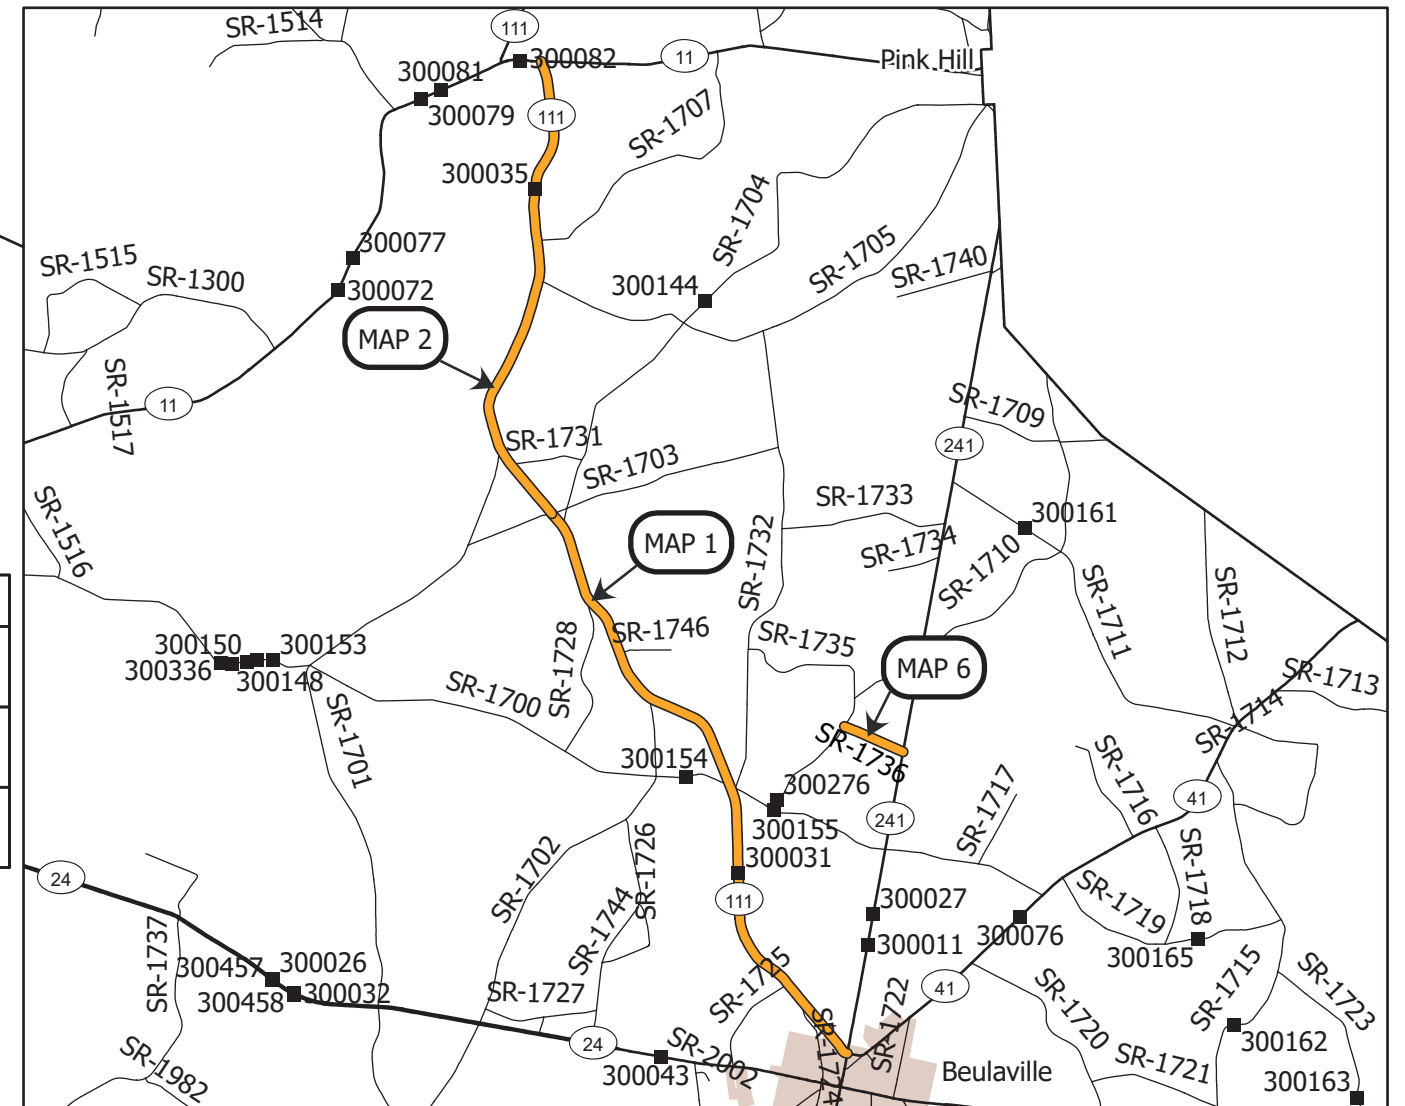 SR-1514
111
300082
11
Pink Hill
300081
300079
111
SR-1707
300035
SR-1704
SR-1705
SR-1740
300077
SR-1515
SR-1300
300072
300144
MAP 2
SR-1517
11
SR-1709
241
SR-1731
SR-1703
SR-1733
300161
SR-1516
MAP 1
SR-1732
SR-1734
SR-1710
SR-1711
SR-1712
300150
300153
300336
300148
SR-1728
SR-1746
SR-1735
MAP 6
SR-1713
SR-1700
SR-1701
SR-1714
SR-1736
300154
300276
SR-1716
41
241
SR-1717
300155
300031
SR-1702
SR-1726
SR-1718
24
SR-1719
111
300027
SR-1744
300076
300011
300165
SR-1737
300457
300026
300458
300032
SR-1725
SR-1722
41
SR-1715
SR-1723
SR-1727
SR-1720
24
SR-1724
300162
SR-2002
SR-1982
300043
Beulaville
SR-1721
300163